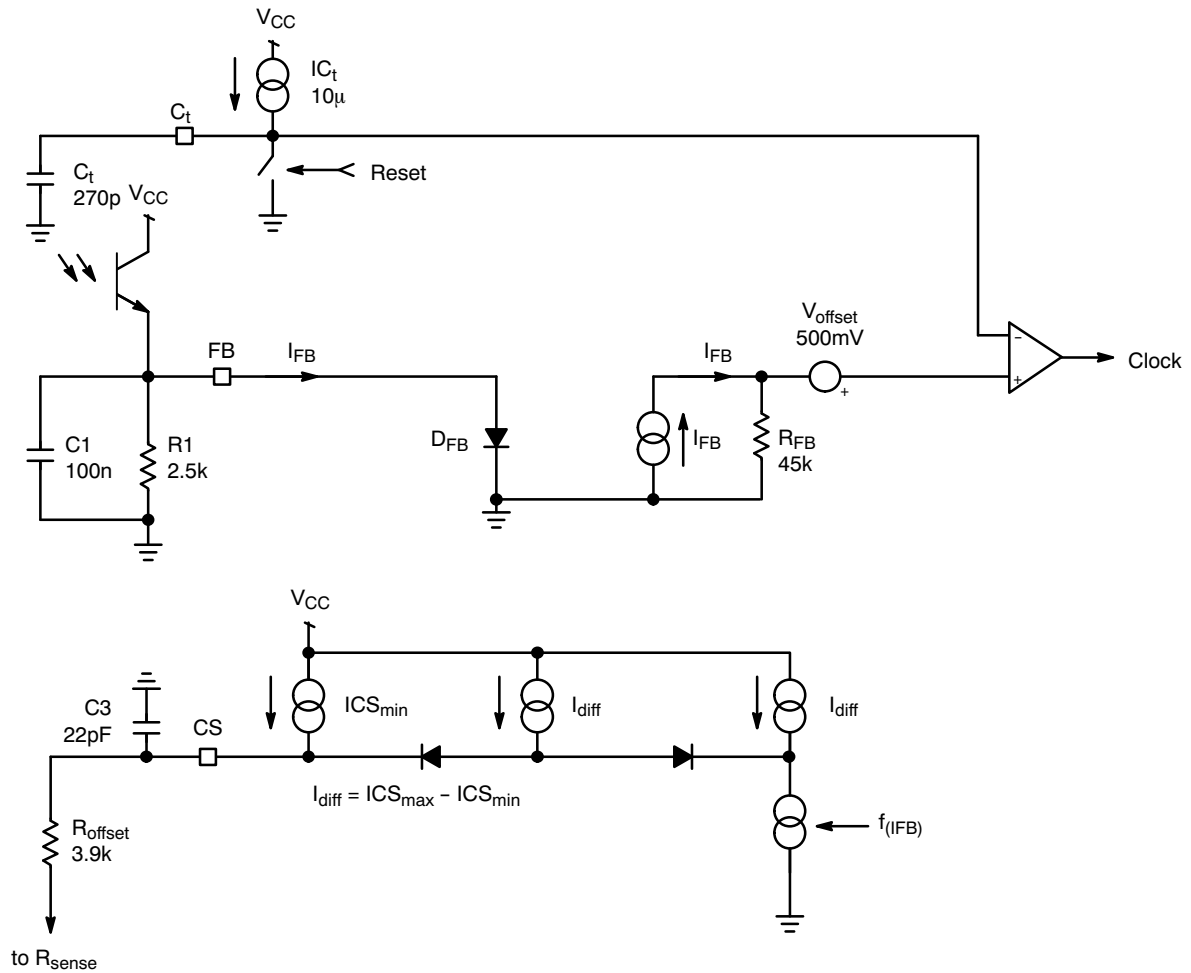 VCC
ICt
10μ
Ct
Reset
Ct
270p
VCC
Voffset
500mV
FB
IFB
IFB
−
+
Clock
+
C1
100n
R1
2.5k
DFB
IFB
RFB
45k
VCC
C3
22pF
CS
ICSmin
Idiff
Idiff
Idiff = ICSmax − ICSmin
Roffset
3.9k
f(IFB)
to Rsense